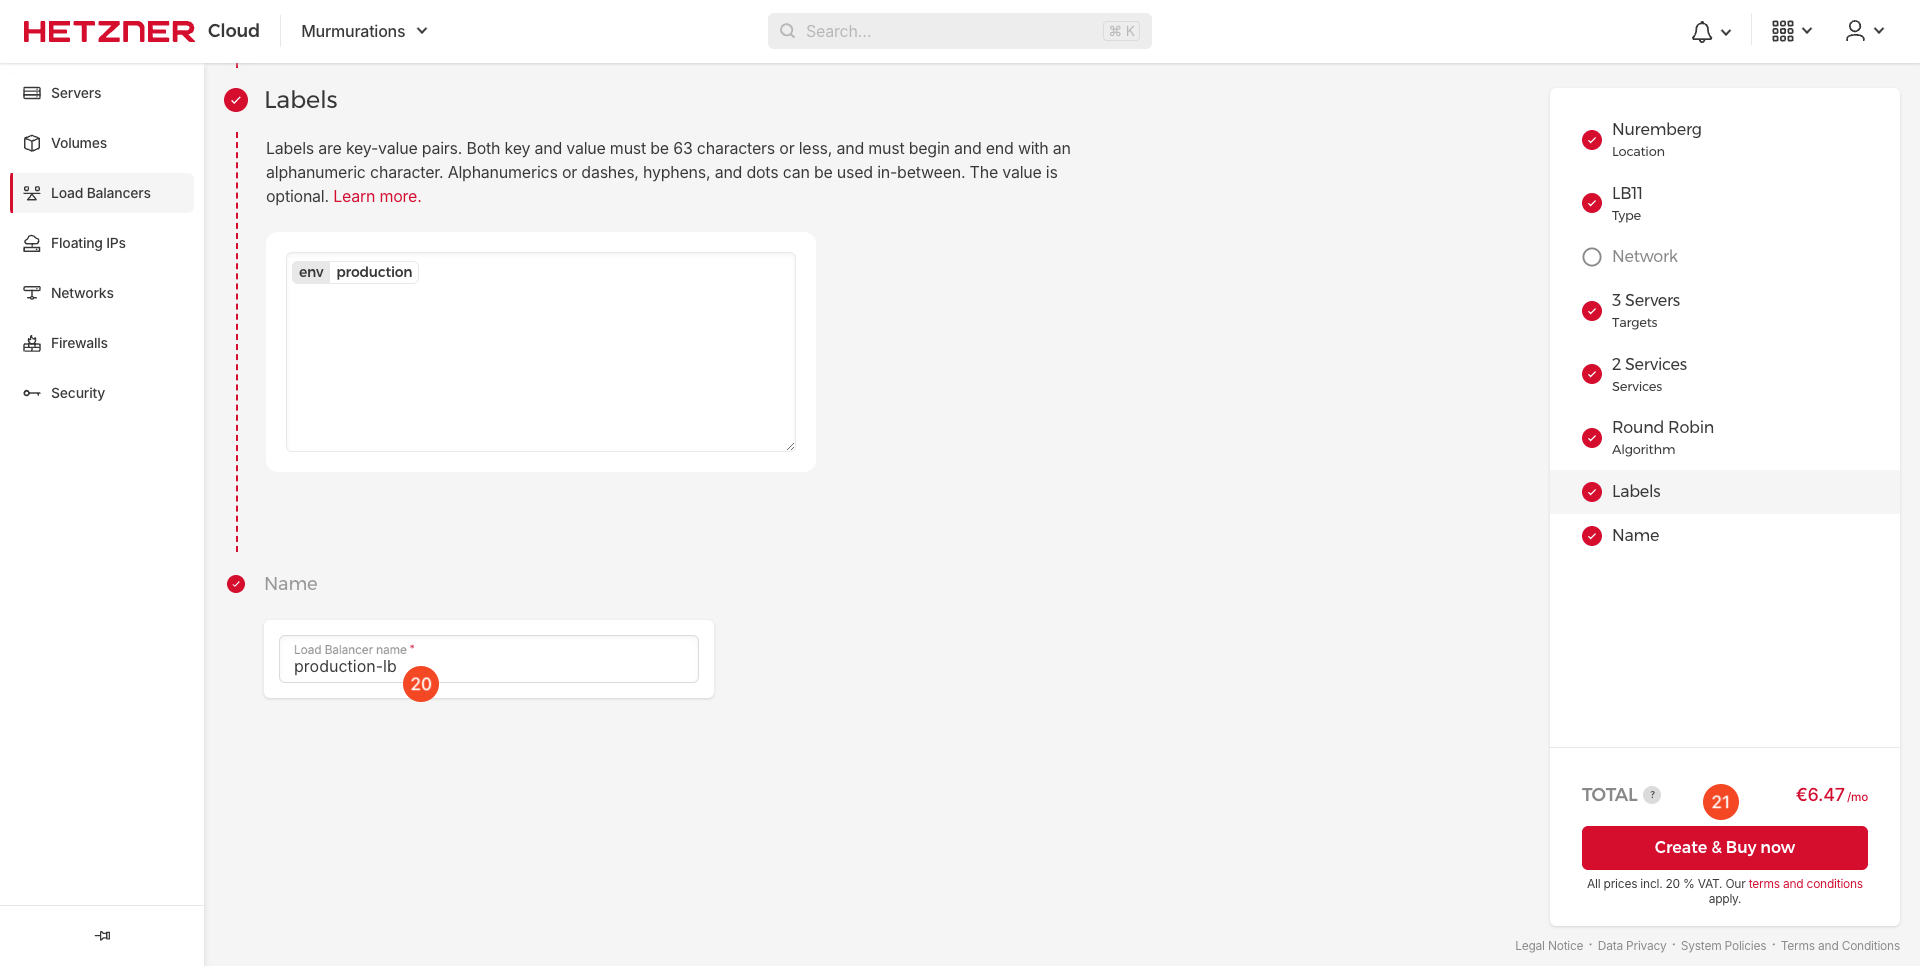 HETZNER Cloud
Murmurations
Search...
⌘ K
Servers
Volumes
Load Balancers
Floating IPs
Networks
Firewalls
Security
Labels
Labels are key-value pairs. Both key and value must be 63 characters or less, and must begin and end with an
alphanumeric character. Alphanumerics or dashes, hyphens, and dots can be used in-between. The value is
optional. Learn more.
env production
Name
Load Balancer name *
production-lb
20
Nuremberg
Location
LB11
Type
Network
3 Servers
Targets
2 Services
Services
Round Robin
Algorithm
Labels
Name
TOTAL ?
21
€6.47 /mo
Create & Buy now
All prices incl. 20 % VAT. Our terms and conditions
apply.
Legal Notice · Data Privacy · System Policies · Terms and Conditions